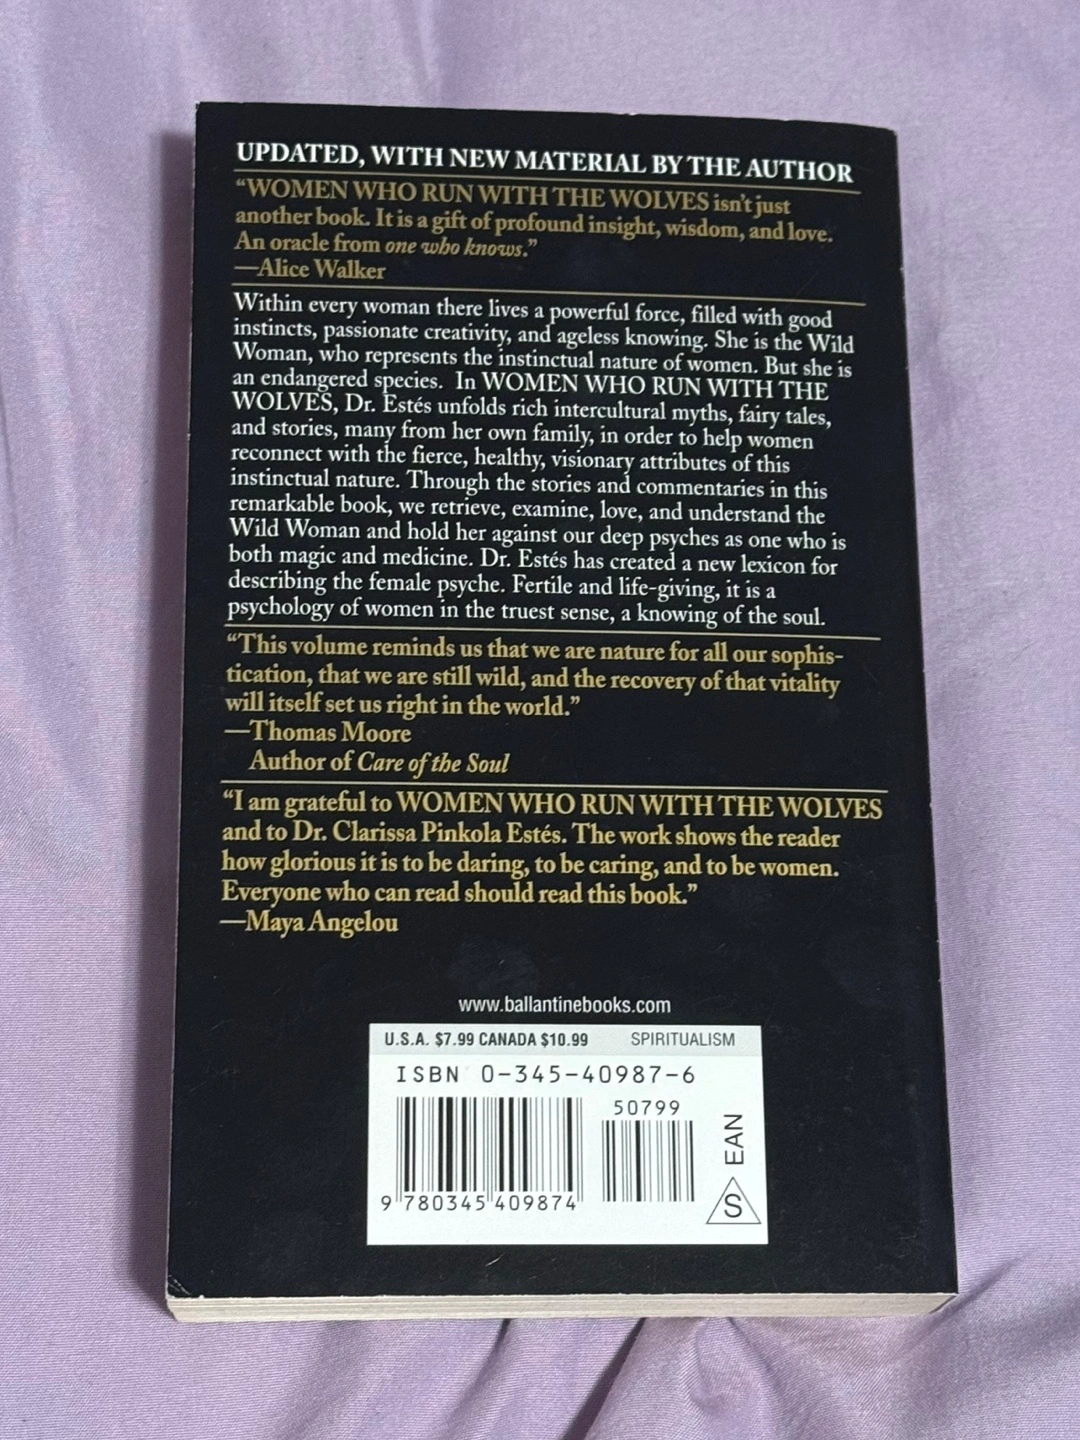 UPDATED, WITH NEW MATERIAL BY THE AUTHOR
“WOMEN WHO RUN WITH THE WOLVES isn’t just
another book. It is a gift of profound insight, wisdom, and love.
An oracle from one who knows.”
—Alice Walker
Within every woman there lives a powerful force, filled with good
instincts, passionate creativity, and ageless knowing. She is the Wild
Woman, who represents the instinctual nature of women. But she is
an endangered species. In WOMEN WHO RUN WITH THE
WOLVES, Dr. Estés unfolds rich intercultural myths, fairy tales,
and stories, many from her own family, in order to help women
reconnect with the fierce, healthy, visionary attributes of this
instinctual nature. Through the stories and commentaries in this
remarkable book, we retrieve, examine, love, and understand the
Wild Woman and hold her against our deep psyches as one who is
both magic and medicine. Dr. Estés has created a new lexicon for
describing the female psyche. Fertile and life-giving, it is a
psychology of women in the truest sense, a knowing of the soul.
“This volume reminds us that we are nature for all our sophis-
tication, that we are still wild, and the recovery of that vitality
will itself set us right in the world.”
—Thomas Moore
Author of Care of the Soul
“I am grateful to WOMEN WHO RUN WITH THE WOLVES
and to Dr. Clarissa Pinkola Estés. The work shows the reader
how glorious it is to be daring, to be caring, and to be women.
Everyone who can read should read this book.”
—Maya Angelou
www.ballantinebooks.com
U.S.A. $7.99 CANADA $10.99 SPIRITUALISM
ISBN 0-345-40987-6
50799
9 780345 409874
EAN
S